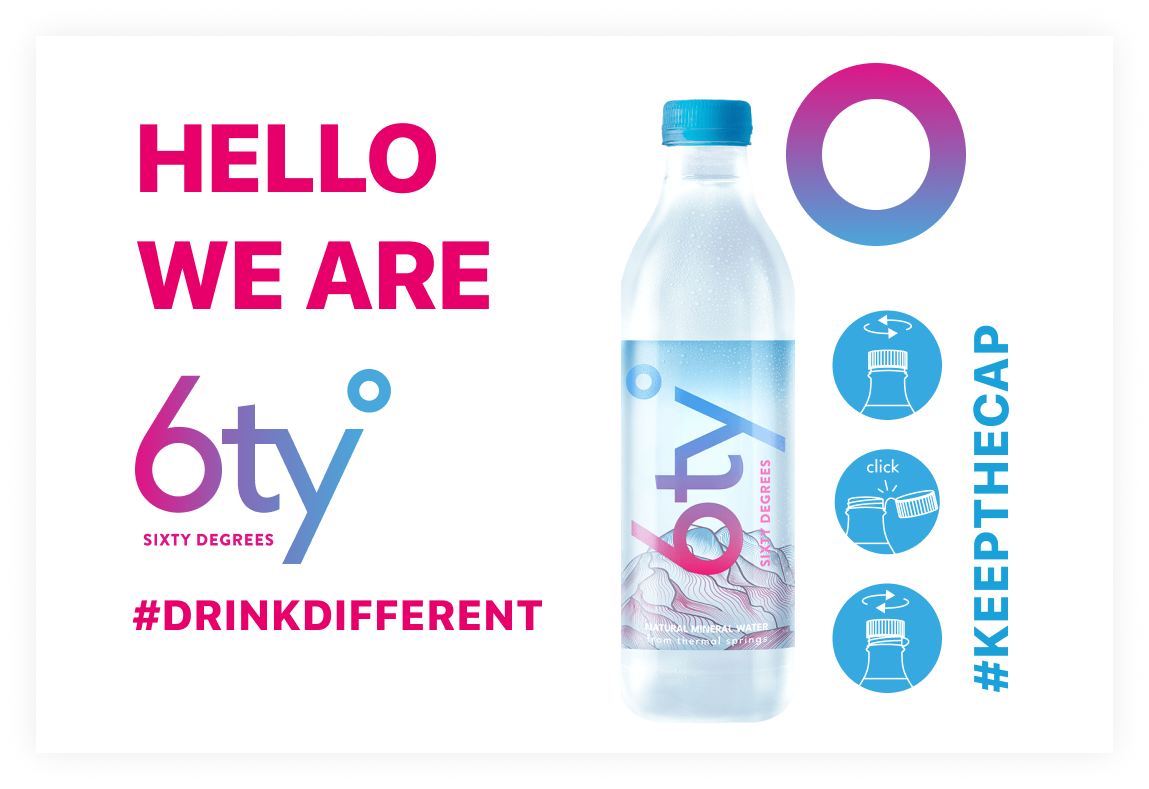 HELLO
WE ARE
6ty°
SIXTY DEGREES
#DRINKDIFFERENT
6ty°
SIXTY DEGREES
NATURAL MINERAL WATER
from thermal springs
click
#KEEPTHECAP